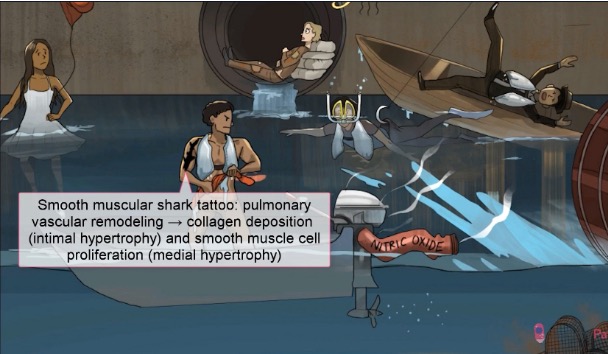 Smooth muscular shark tattoo: pulmonary
vascular remodeling → collagen deposition
(intimal hypertrophy) and smooth muscle cell
proliferation (medial hypertrophy)
NITRIC OXIDE